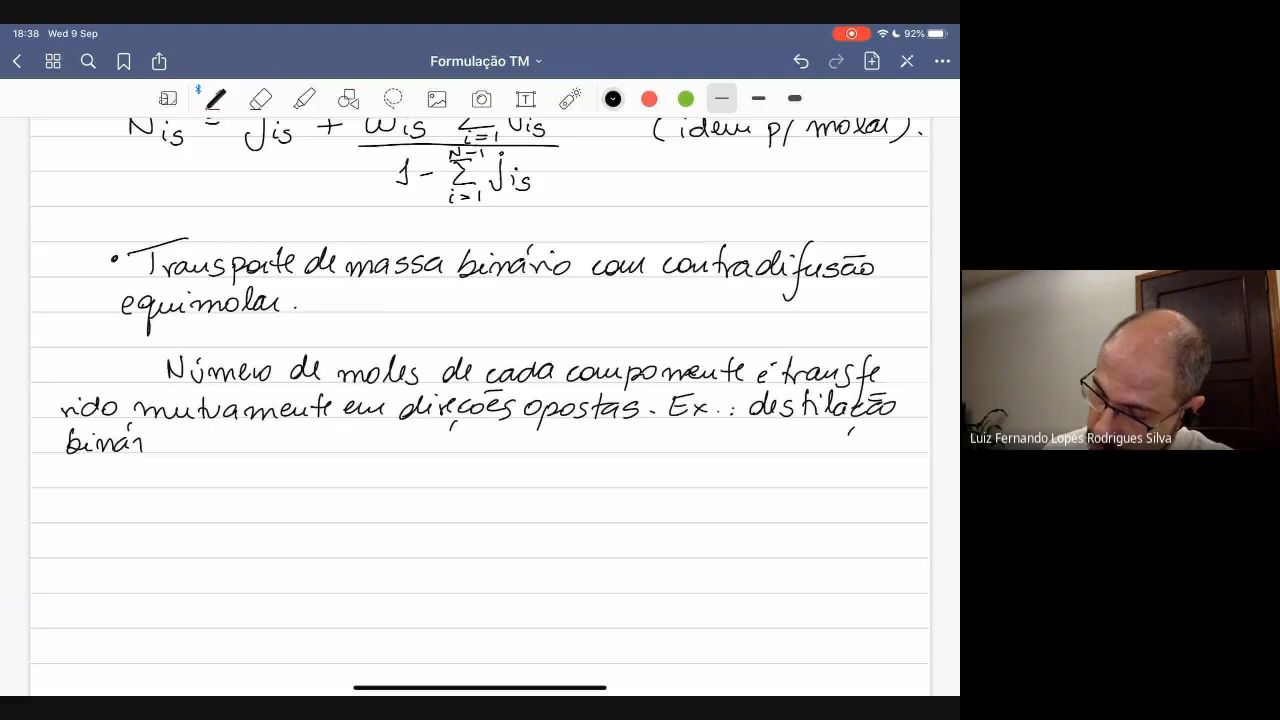 18:38 Wed 9 Sep
92%
Formulação TM
N_is = j_is + ω_is Σ_{i=1} j_is (idem p/ molar).
1 - Σ_{i=1}^{N-1} j_is
• Transporte de massa binário com contradifusão
equimolar.
Número de moles de cada componente é transfe
rido mutuamente em direções opostas. Ex.: destilação
binár
Luiz Fernando Lopes Rodrigues Silva